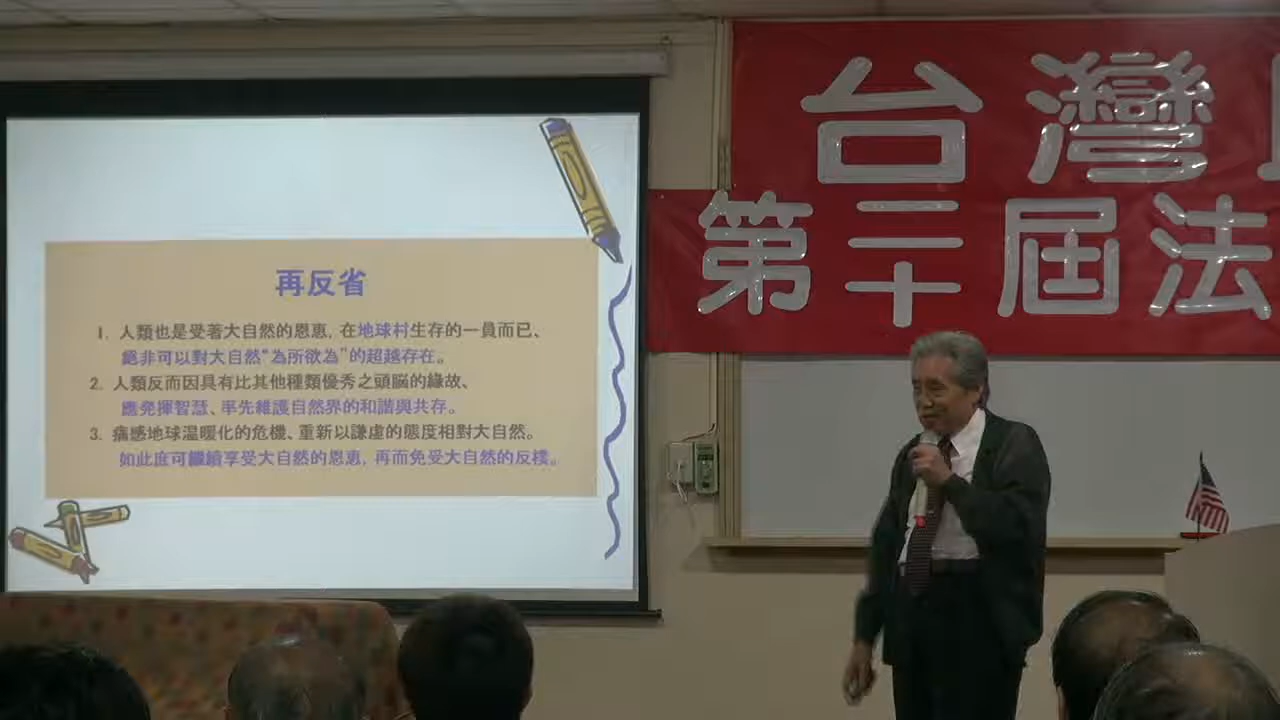 再反省
1. 人類也是受著大自然的恩惠, 在地球村生存的一員而已、
絕非可以對大自然"為所欲為"的超越存在。
2. 人類反而因具有比其他種類優秀之頭脳的緣故、
應発揮智慧、率先維護自然界的和諧與共存。
3. 痛感地球温暖化的危機、重新以謙虛的態度相對大自然。
如此庶可繼續享受大自然的恩恵, 再而免受大自然的反撲。
台灣
第二十屆法